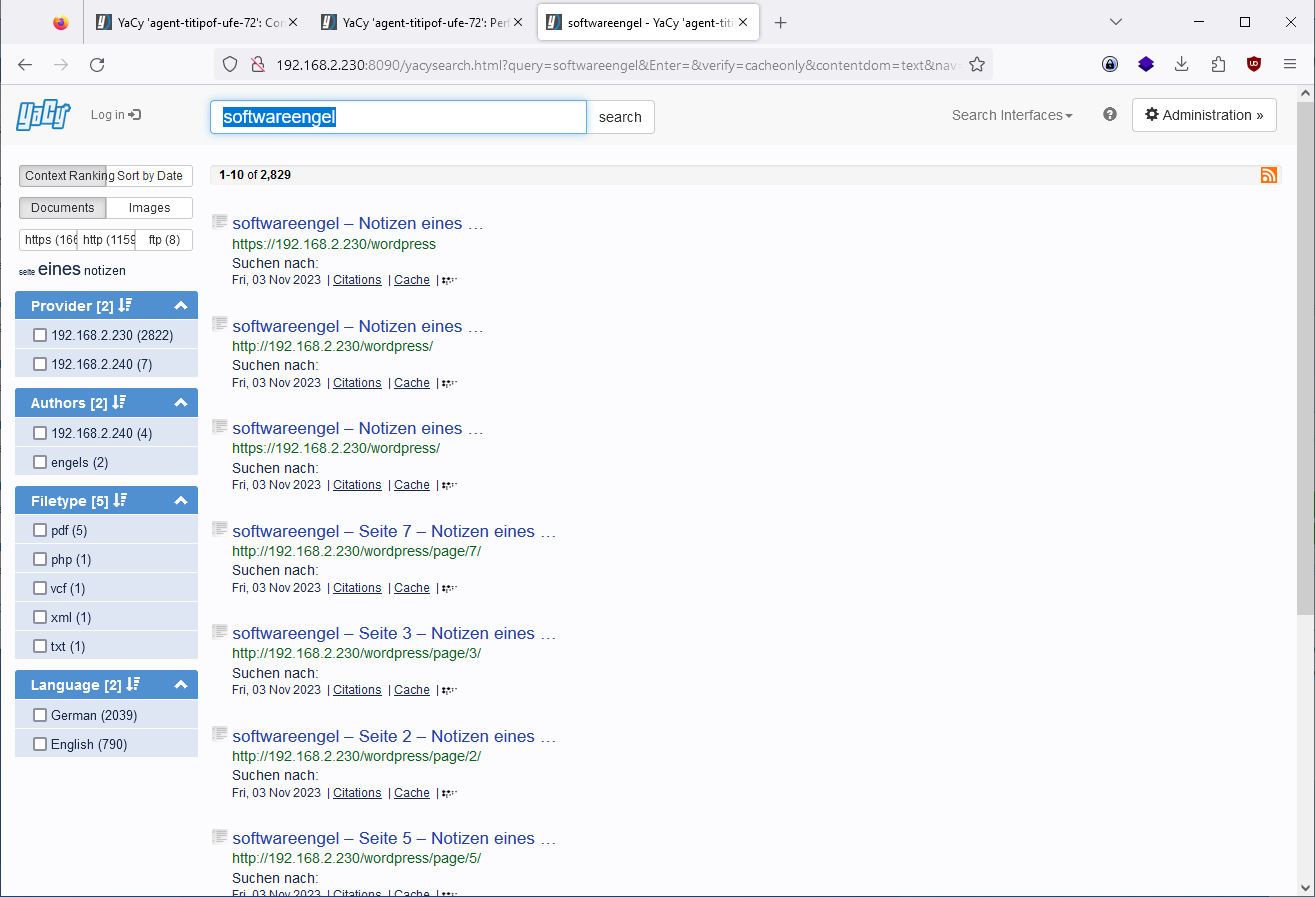 YaCy 'agent-titipof-ufe-72': Con
YaCy 'agent-titipof-ufe-72': Perf
softwareengel - YaCy 'agent-titi
192.168.2.230:8090/yacysearch.html?query=softwareengel&Enter=&verify=cacheonly&contentdom=text&nav=
YaCy
Log in
softwareengel
search
Search Interfaces
Administration »
Context Ranking
Sort by Date
Documents
Images
https (166
http (1159
ftp (8)
seite eines notizen
Provider [2]
192.168.2.230 (2822)
192.168.2.240 (7)
Authors [2]
192.168.2.240 (4)
engels (2)
Filetype [5]
pdf (5)
php (1)
vcf (1)
xml (1)
txt (1)
Language [2]
German (2039)
English (790)
1-10 of 2,829
softwareengel – Notizen eines …
https://192.168.2.230/wordpress
Suchen nach:
Fri, 03 Nov 2023 | Citations | Cache |
softwareengel – Notizen eines …
http://192.168.2.230/wordpress/
Suchen nach:
Fri, 03 Nov 2023 | Citations | Cache |
softwareengel – Notizen eines …
https://192.168.2.230/wordpress/
Suchen nach:
Fri, 03 Nov 2023 | Citations | Cache |
softwareengel – Seite 7 – Notizen eines …
http://192.168.2.230/wordpress/page/7/
Suchen nach:
Fri, 03 Nov 2023 | Citations | Cache |
softwareengel – Seite 3 – Notizen eines …
http://192.168.2.230/wordpress/page/3/
Suchen nach:
Fri, 03 Nov 2023 | Citations | Cache |
softwareengel – Seite 2 – Notizen eines …
http://192.168.2.230/wordpress/page/2/
Suchen nach:
Fri, 03 Nov 2023 | Citations | Cache |
softwareengel – Seite 5 – Notizen eines …
http://192.168.2.230/wordpress/page/5/
Suchen nach:
Fri, 03 Nov 2023 | Citations | Cache |